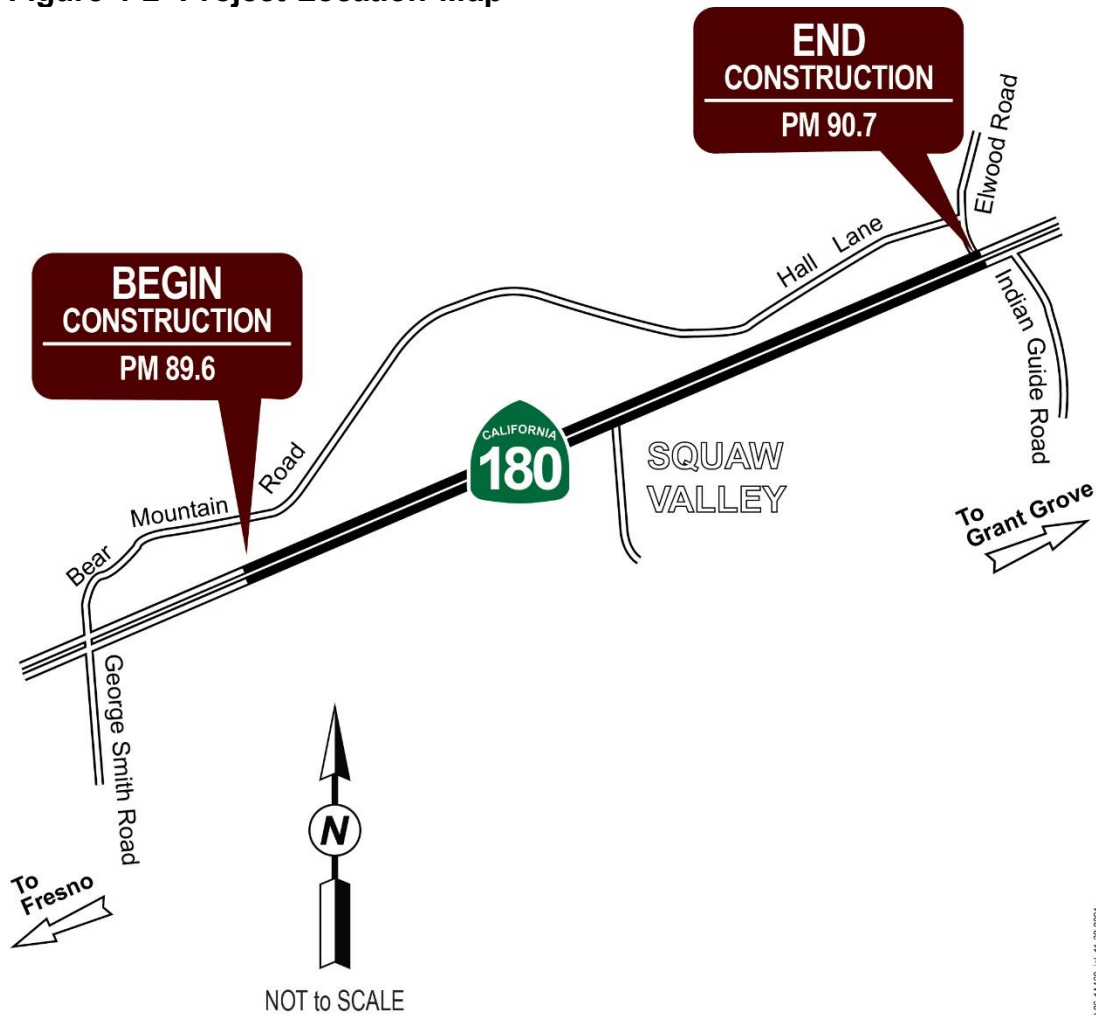 END
CONSTRUCTION
PM 90.7
Elwood Road
Hall Lane
BEGIN
CONSTRUCTION
PM 89.6
Indian Guide Road
CALIFORNIA
180
SQUAW
VALLEY
Bear Mountain Road
To
Grant Grove
George Smith Road
To
Fresno
N
NOT to SCALE